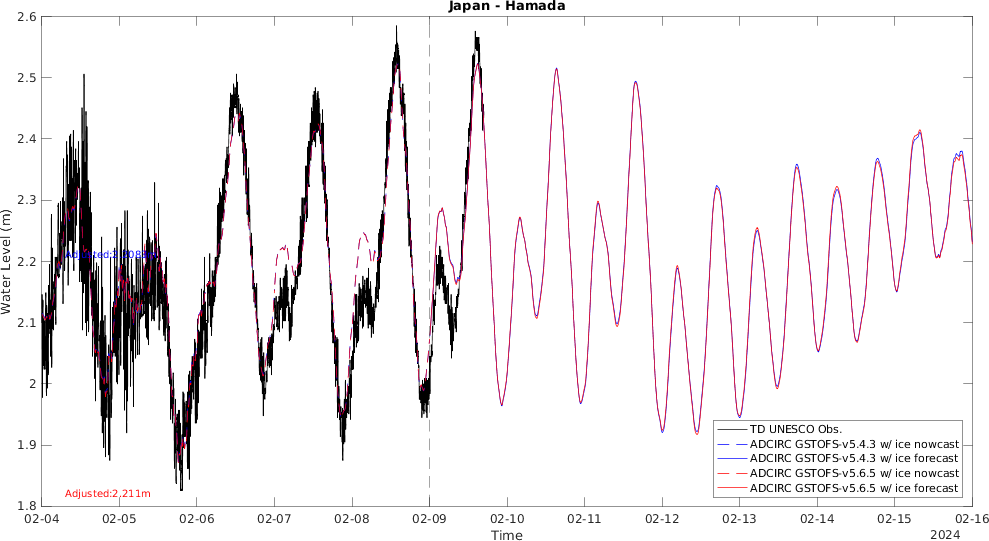 Japan - Hamada
2.6
2.5
2.4
2.3
2.2
2.1
2
1.9
1.8
Water Level (m)
Adjusted:2.208m
Adjusted:2.211m
TD UNESCO Obs.
ADCIRC GSTOFS-v5.4.3 w/ ice nowcast
ADCIRC GSTOFS-v5.4.3 w/ ice forecast
ADCIRC GSTOFS-v5.6.5 w/ ice nowcast
ADCIRC GSTOFS-v5.6.5 w/ ice forecast
02-04 02-05 02-06 02-07 02-08 02-09 02-10 02-11 02-12 02-13 02-14 02-15 02-16
Time
2024